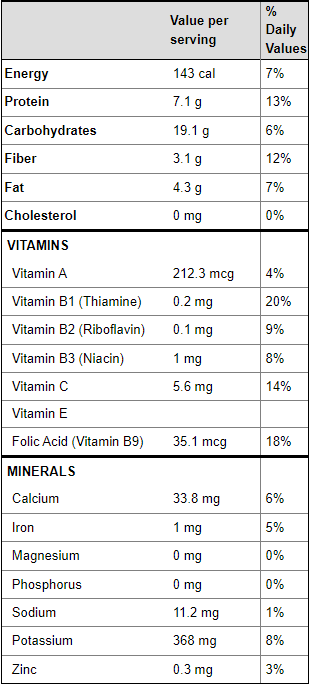 Value per serving % Daily Values
Energy 143 cal 7%
Protein 7.1 g 13%
Carbohydrates 19.1 g 6%
Fiber 3.1 g 12%
Fat 4.3 g 7%
Cholesterol 0 mg 0%
VITAMINS
Vitamin A 212.3 mcg 4%
Vitamin B1 (Thiamine) 0.2 mg 20%
Vitamin B2 (Riboflavin) 0.1 mg 9%
Vitamin B3 (Niacin) 1 mg 8%
Vitamin C 5.6 mg 14%
Vitamin E
Folic Acid (Vitamin B9) 35.1 mcg 18%
MINERALS
Calcium 33.8 mg 6%
Iron 1 mg 5%
Magnesium 0 mg 0%
Phosphorus 0 mg 0%
Sodium 11.2 mg 1%
Potassium 368 mg 8%
Zinc 0.3 mg 3%